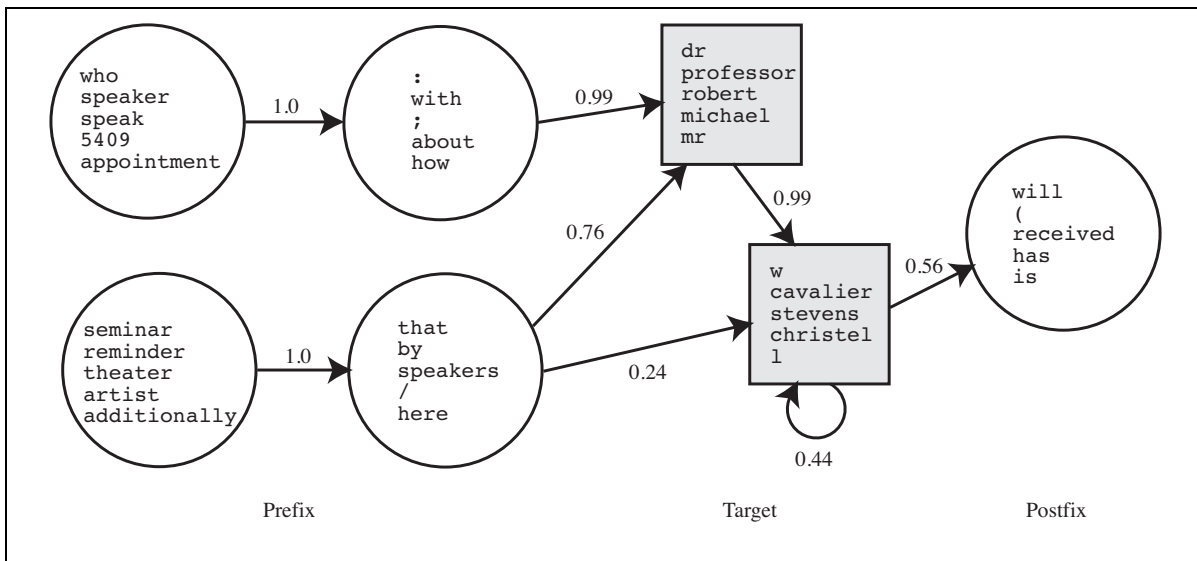 who
speaker
speak
5409
appointment
1.0
:
with
;
about
how
0.99
dr
professor
robert
michael
mr
0.76
0.99
seminar
reminder
theater
artist
additionally
1.0
that
by
speakers
/
here
0.24
w
cavalier
stevens
christel
l
0.44
0.56
will
(
received
has
is
Prefix
Target
Postfix